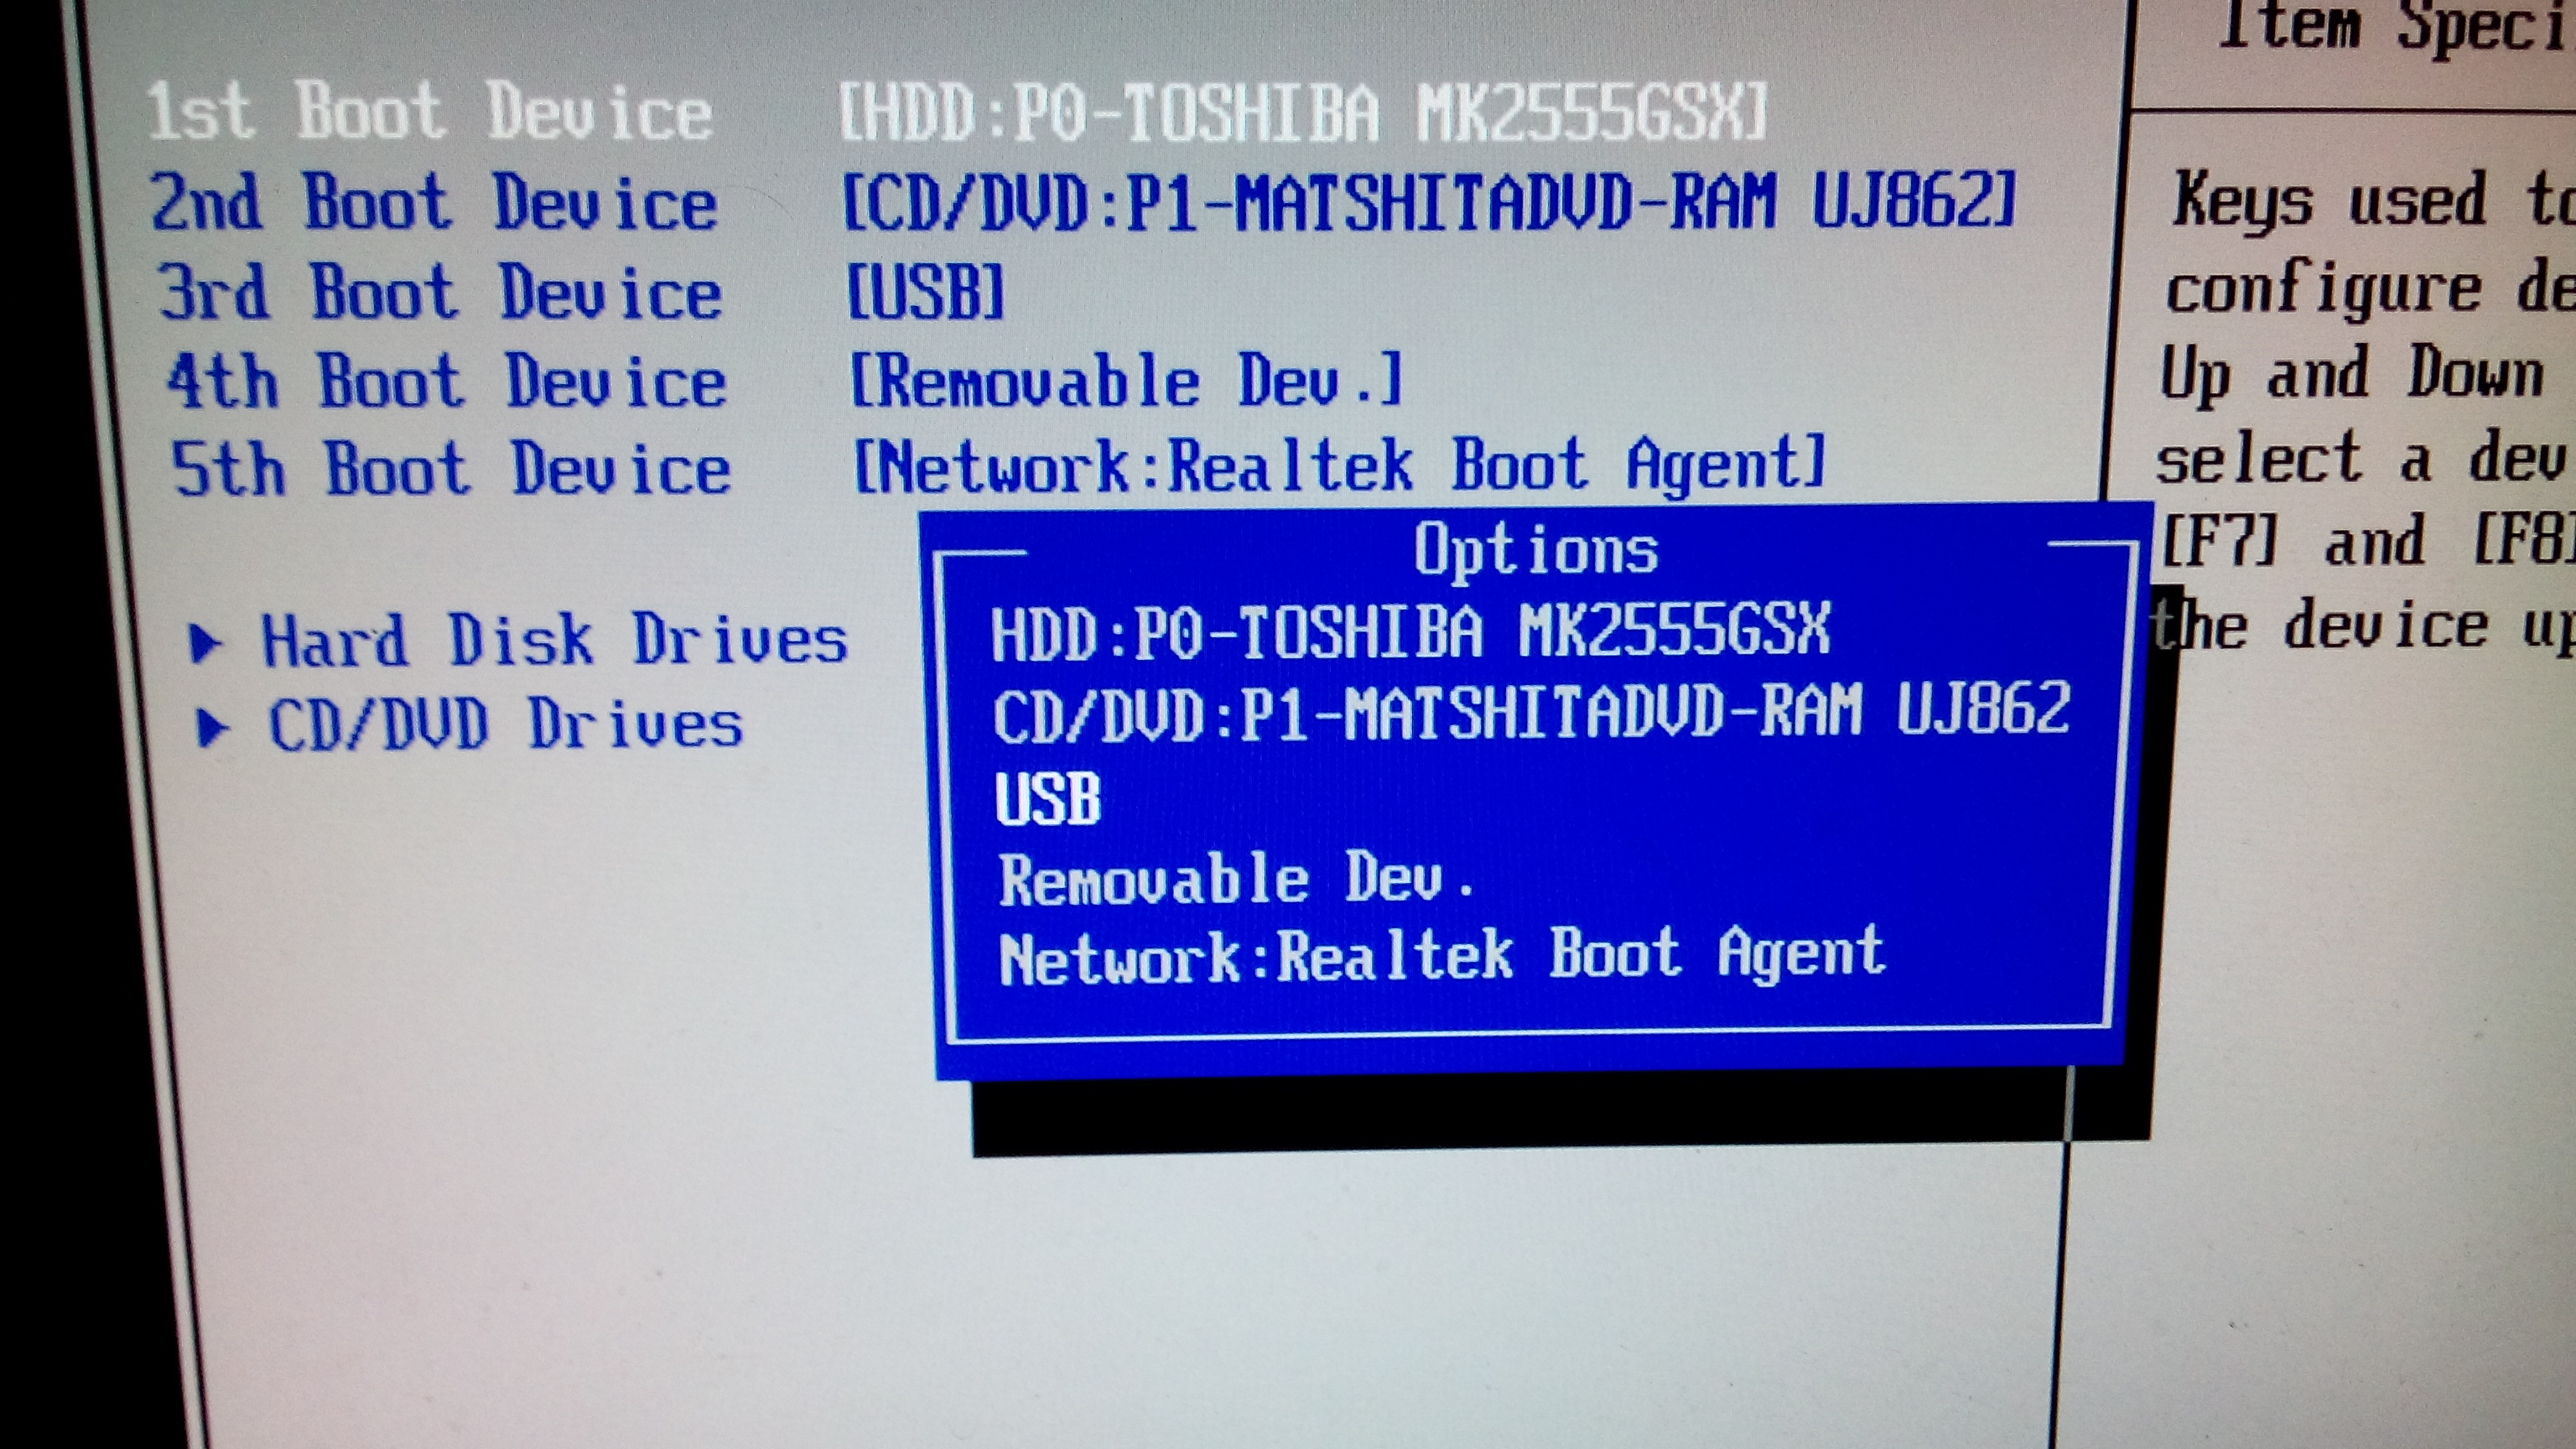 Item Speci
1st Boot Device [HDD:P0-TOSHIBA MK2555GSX]
2nd Boot Device [CD/DVD:P1-MATSHITADVD-RAM UJ862]
3rd Boot Device [USB]
4th Boot Device [Removable Dev.]
5th Boot Device [Network:Realtek Boot Agent]
▶ Hard Disk Drives
▶ CD/DVD Drives
Options
HDD:P0-TOSHIBA MK2555GSX
CD/DVD:P1-MATSHITADVD-RAM UJ862
USB
Removable Dev.
Network:Realtek Boot Agent
Keys used to
configure de
Up and Down
select a dev
[F7] and [F8]
the device up